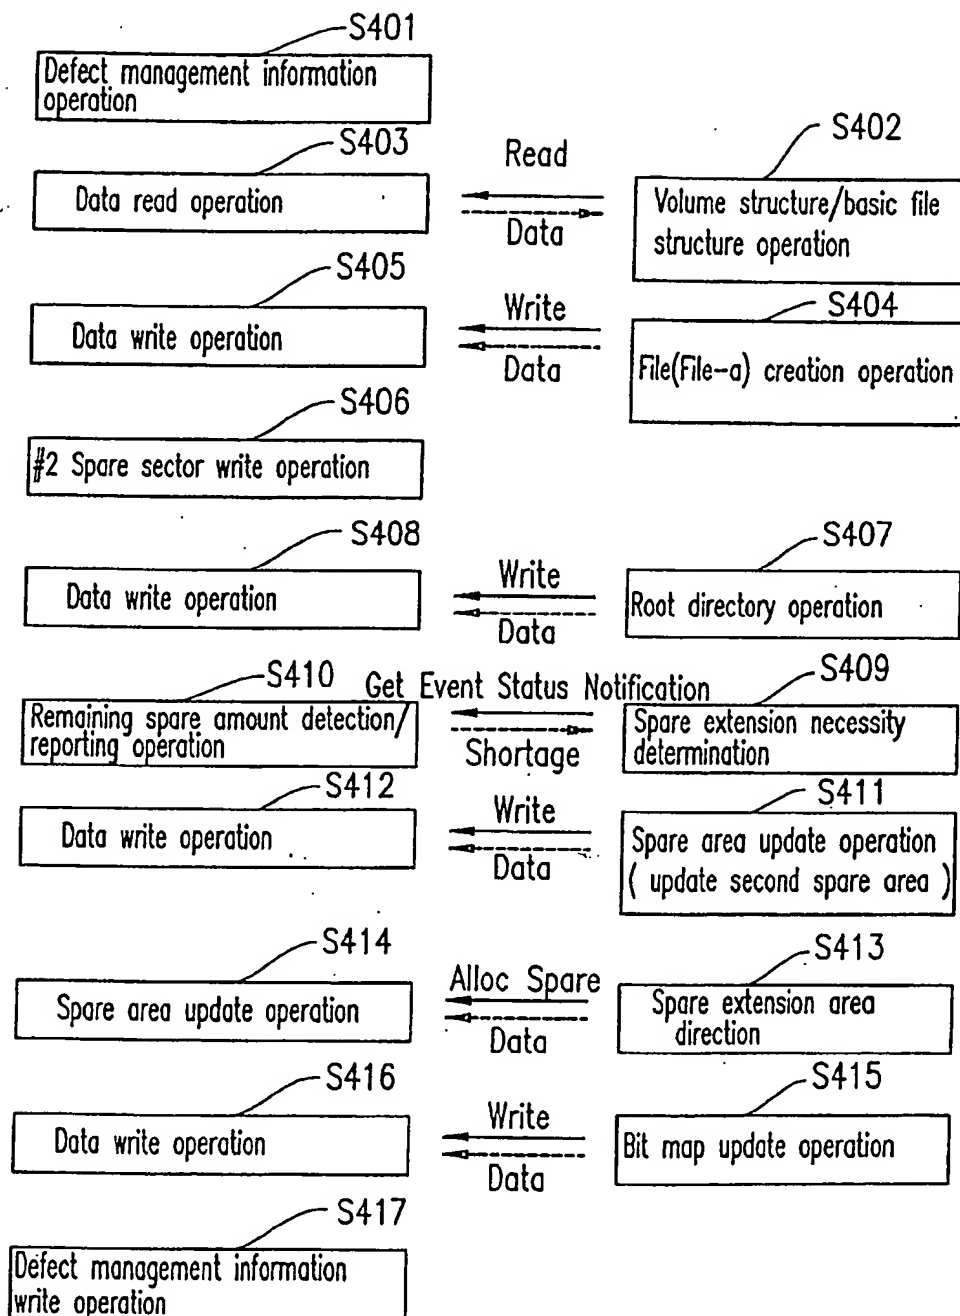 S401
Defect management information
operation
S403
Read
S402
Data read operation
Data
Volume structure/basic file
structure operation
S405
Write
S404
Data write operation
Data
File(File-a) creation operation
S406
#2 Spare sector write operation
S408
Write
S407
Data write operation
Data
Root directory operation
S410
Get Event Status Notification
S409
Remaining spare amount detection/
reporting operation
Shortage
Spare extension necessity
determination
S412
Write
S411
Data write operation
Data
Spare area update operation
( update second spare area )
S414
Alloc Spare
S413
Spare area update operation
Data
Spare extension area
direction
S416
Write
S415
Data write operation
Data
Bit map update operation
S417
Defect management information
write operation